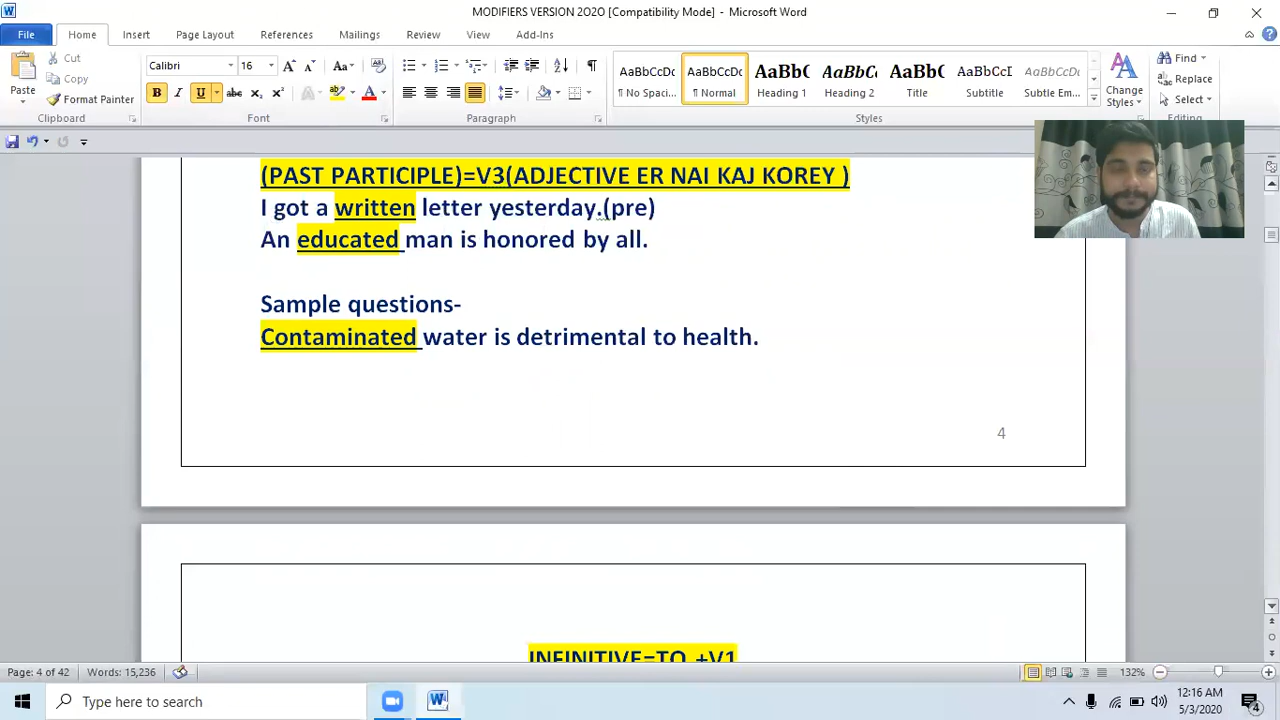 MODIFIERS VERSION 2020 [Compatibility Mode] - Microsoft Word
File Home Insert Page Layout References Mailings Review View Add-Ins
Paste
Cut
Copy
Format Painter
Clipboard
Calibri 16
Font
Paragraph
AaBbCcDc AaBbCcDc AaBbC AaBbCc AaBbC AaBbCcDc AaBbCcDc
¶ No Spaci... ¶ Normal Heading 1 Heading 2 Title Subtitle Subtle Em...
Styles
Change Styles
Find
Replace
Select
Editing
(PAST PARTICIPLE)=V3(ADJECTIVE ER NAI KAJ KOREY )
I got a written letter yesterday.(pre)
An educated man is honored by all.
Sample questions-
Contaminated water is detrimental to health.
4
INFINITIVE=TO +V1
Page: 4 of 42 Words: 15,236 132%
Type here to search
12:16 AM
5/3/2020
4